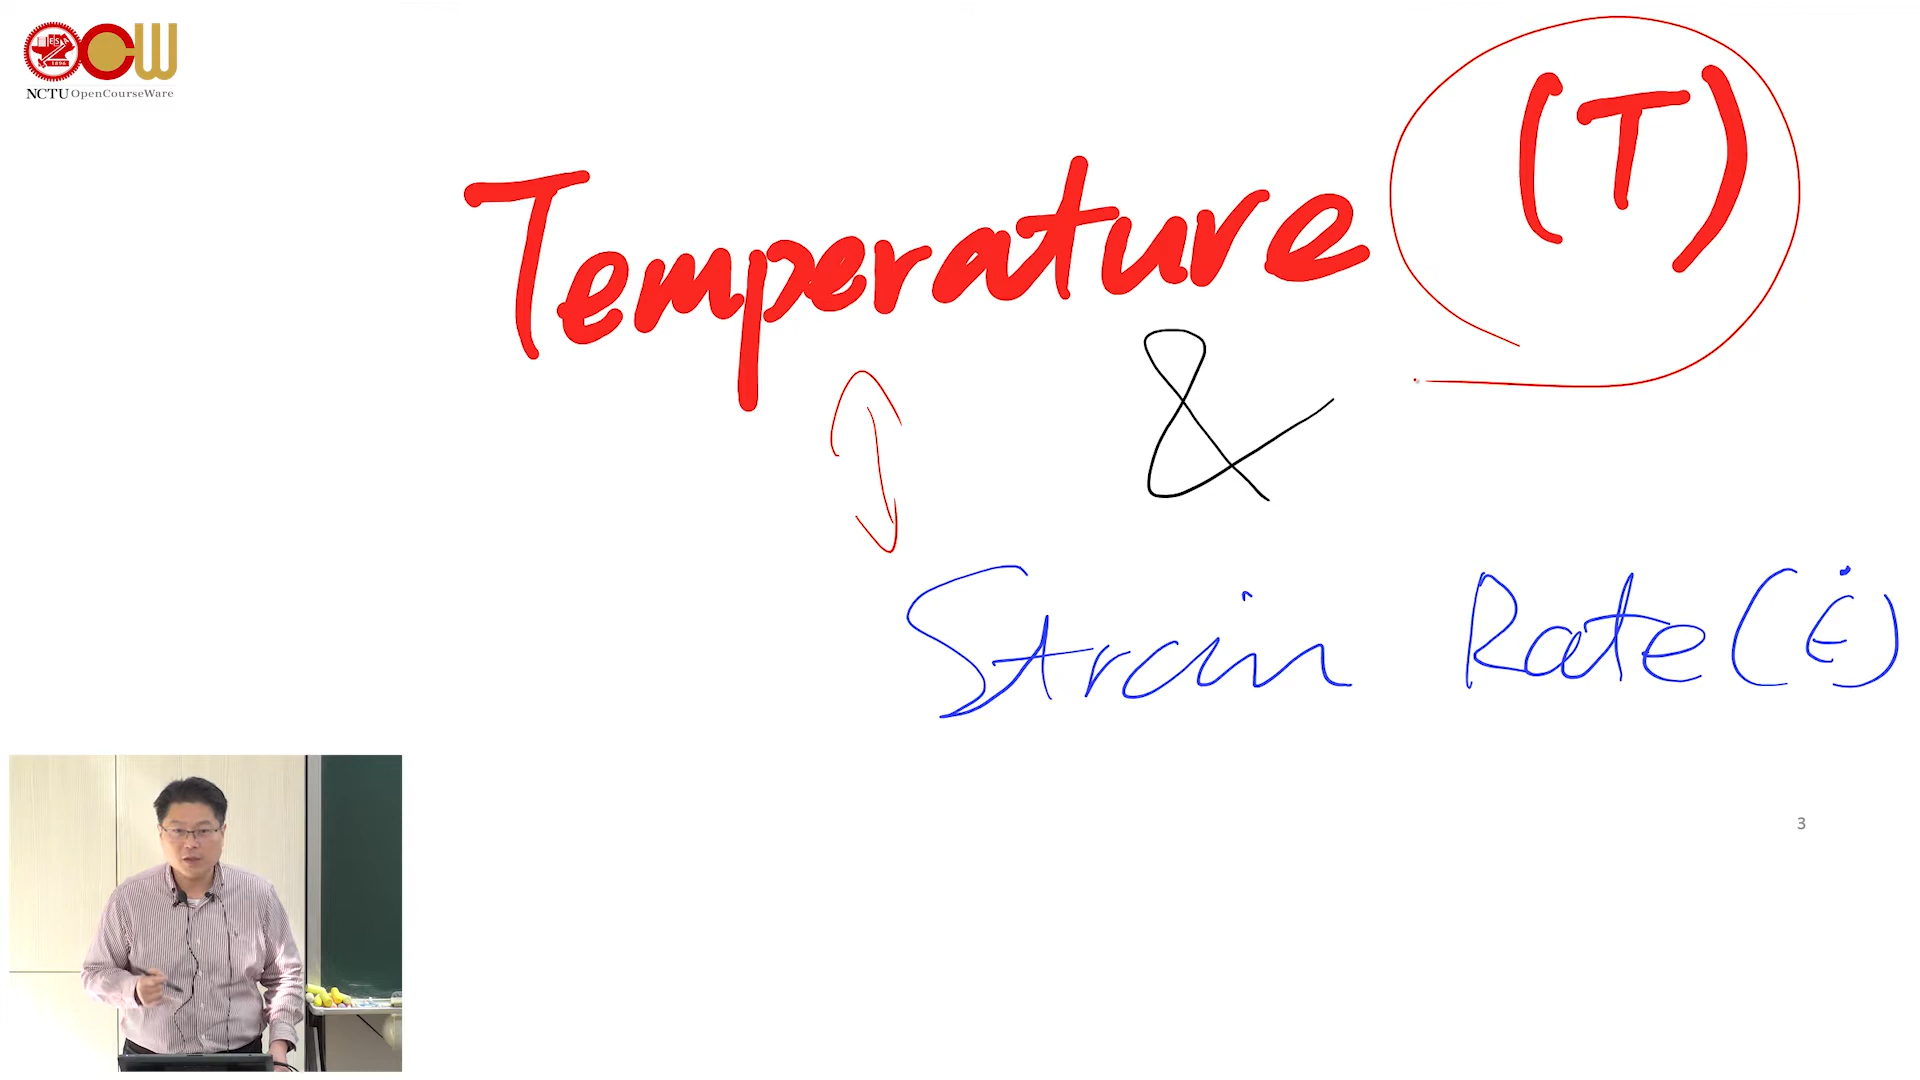 NCTU OpenCourseWare
Temperature (T)
&
Strain Rate (ε̇)
3